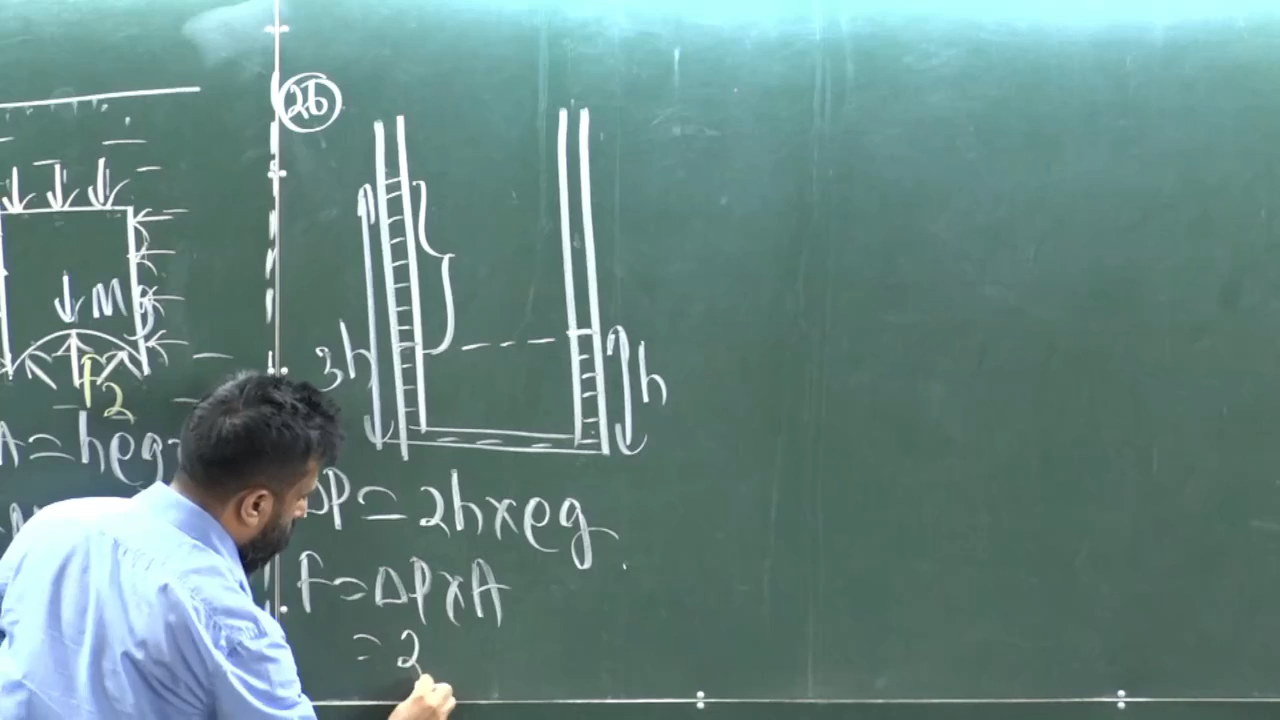 26
M
F2
A = hρg
3h
h
ΔP = 2h×ρg
F = ΔP×A
= 2